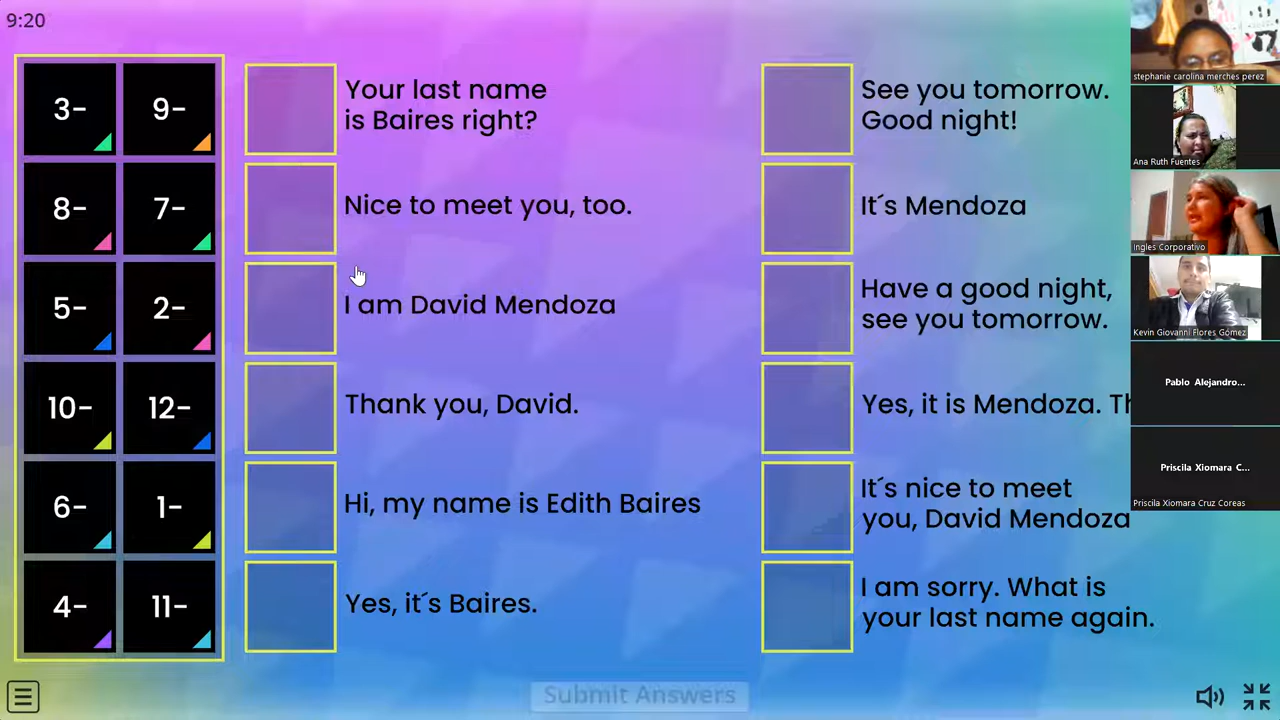 9:20
3-
9-
8-
7-
5-
2-
10-
12-
6-
1-
4-
11-
Your last name
is Baires right?
Nice to meet you, too.
I am David Mendoza
Thank you, David.
Hi, my name is Edith Baires
Yes, it´s Baires.
See you tomorrow.
Good night!
It´s Mendoza
Have a good night,
see you tomorrow.
Yes, it is Mendoza.
It´s nice to meet
you, David Mendoza
I am sorry. What is
your last name again.
Submit Answers
stephanie carolina merches perez
Ana Ruth Fuentes
Ingles Corporativo
Kevin Giovanni Flores Gómez
Pablo Alejandro...
Priscila Xiomara C...
Priscila Xiomara Cruz Coreas